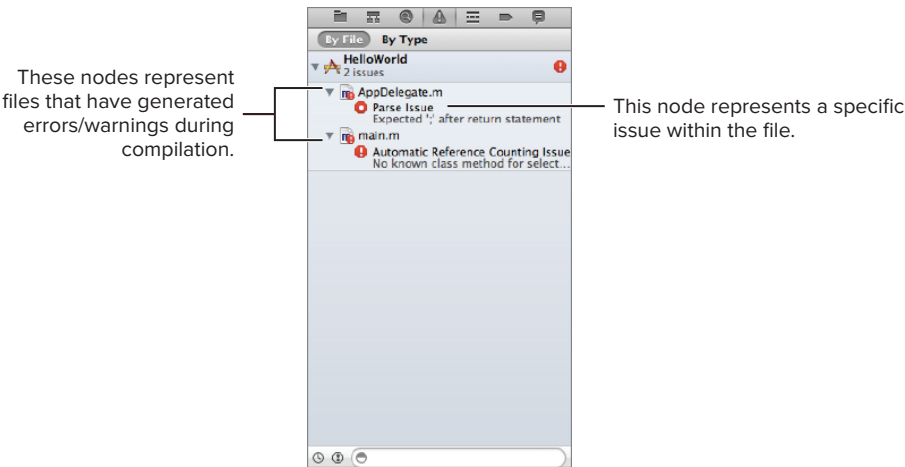 By File By Type
HelloWorld
2 issues
These nodes represent
files that have generated
errors/warnings during
compilation.
AppDelegate.m
Parse Issue
Expected ';' after return statement
This node represents a specific
issue within the file.
main.m
Automatic Reference Counting Issue
No known class method for select...